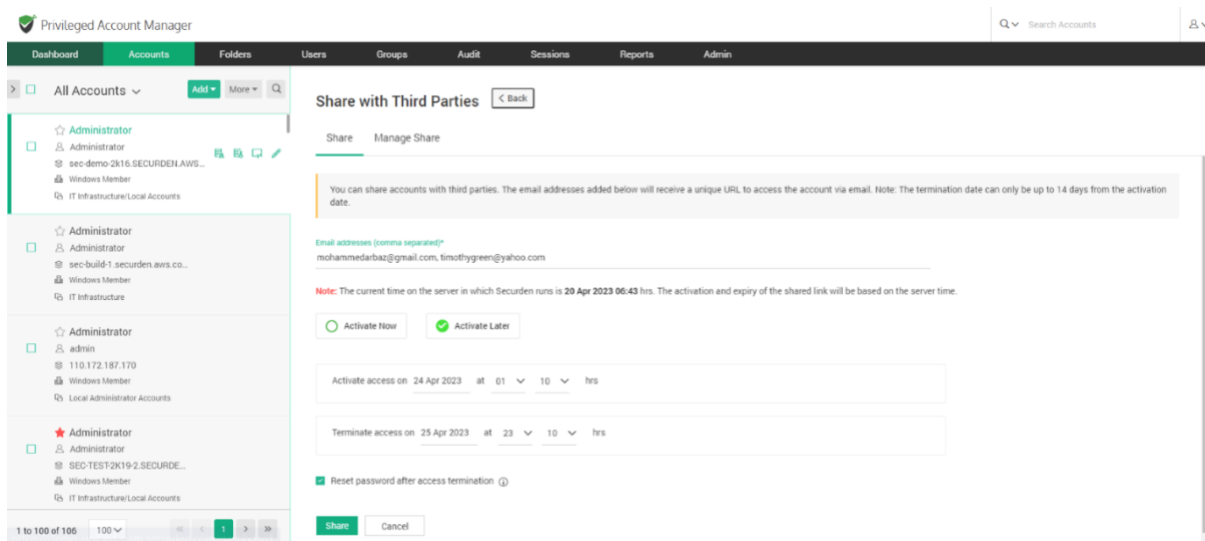 Privileged Account Manager
Search Accounts
Dashboard Accounts Folders Users Groups Audit Sessions Reports Admin
All Accounts Add More
Administrator
Administrator
sec-demo-2k16.SECURDEN.AWS...
Windows Member
IT Infrastructure/Local Accounts
Administrator
Administrator
sec-build-1.securden.aws.co...
Windows Member
IT Infrastructure
Administrator
admin
110.172.187.170
Windows Member
Local Administrator Accounts
Administrator
Administrator
SEC-TEST-2K19-2.SECURDE...
Windows Member
IT Infrastructure/Local Accounts
1 to 100 of 106 100 « < 1 > »
Share with Third Parties < Back
Share Manage Share
You can share accounts with third parties. The email addresses added below will receive a unique URL to access the account via email. Note: The termination date can only be up to 14 days from the activation
date.
Email addresses (comma separated)*
mohammedarbaz@gmail.com, timothygreen@yahoo.com
Note: The current time on the server in which Securden runs is 20 Apr 2023 06:43 hrs. The activation and expiry of the shared link will be based on the server time.
Activate Now Activate Later
Activate access on 24 Apr 2023 at 01 10 hrs
Terminate access on 25 Apr 2023 at 23 10 hrs
Reset password after access termination
Share Cancel